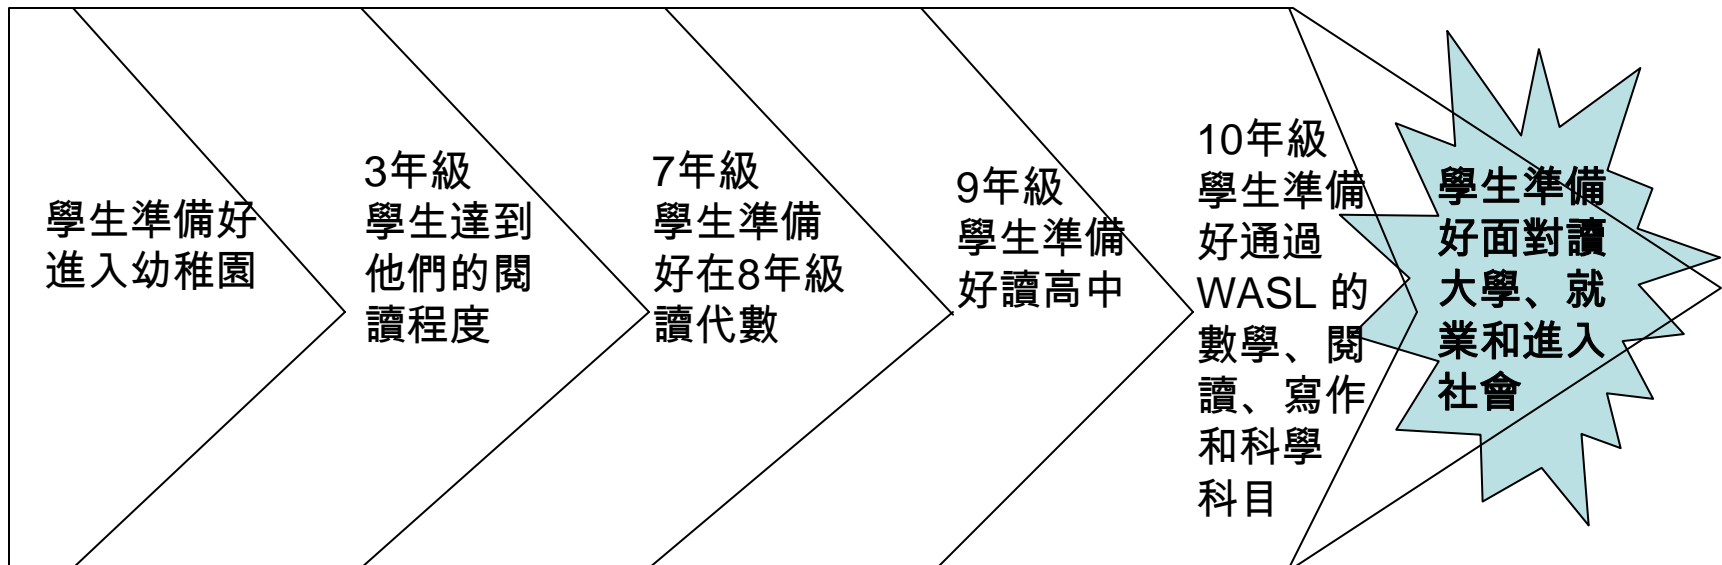 學生準備好
進入幼稚園
3年級
學生達到
他們的閱
讀程度
7年級
學生準備
好在8年級
讀代數
9年級
學生準備
好讀高中
10年級
學生準備
好通過
WASL 的
數學、閱
讀、寫作
和科學
科目
學生準備
好面對讀
大學、就
業和進入
社會